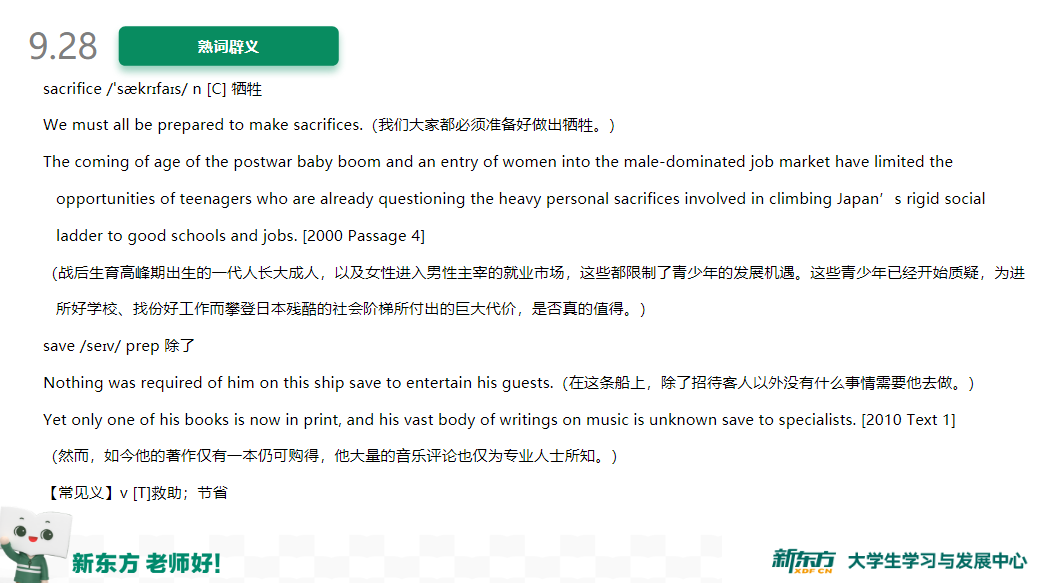 9.28
熟词辟义
sacrifice /ˈsækrɪfaɪs/ n [C] 牺牲
We must all be prepared to make sacrifices.（我们大家都必须准备好做出牺牲。）
The coming of age of the postwar baby boom and an entry of women into the male-dominated job market have limited the
opportunities of teenagers who are already questioning the heavy personal sacrifices involved in climbing Japan’s rigid social
ladder to good schools and jobs. [2000 Passage 4]
（战后生育高峰期出生的一代人长大成人，以及女性进入男性主宰的就业市场，这些都限制了青少年的发展机遇。这些青少年已经开始质疑，为进
所好学校、找份好工作而攀登日本残酷的社会阶梯所付出的巨大代价，是否真的值得。）
save /seɪv/ prep 除了
Nothing was required of him on this ship save to entertain his guests.（在这条船上，除了招待客人以外没有什么事情需要他去做。）
Yet only one of his books is now in print, and his vast body of writings on music is unknown save to specialists. [2010 Text 1]
（然而，如今他的著作仅有一本仍可购得，他大量的音乐评论也仅为专业人士所知。）
【常见义】v [T]救助；节省
新东方 老师好!
新东方 XDF.CN 大学生学习与发展中心